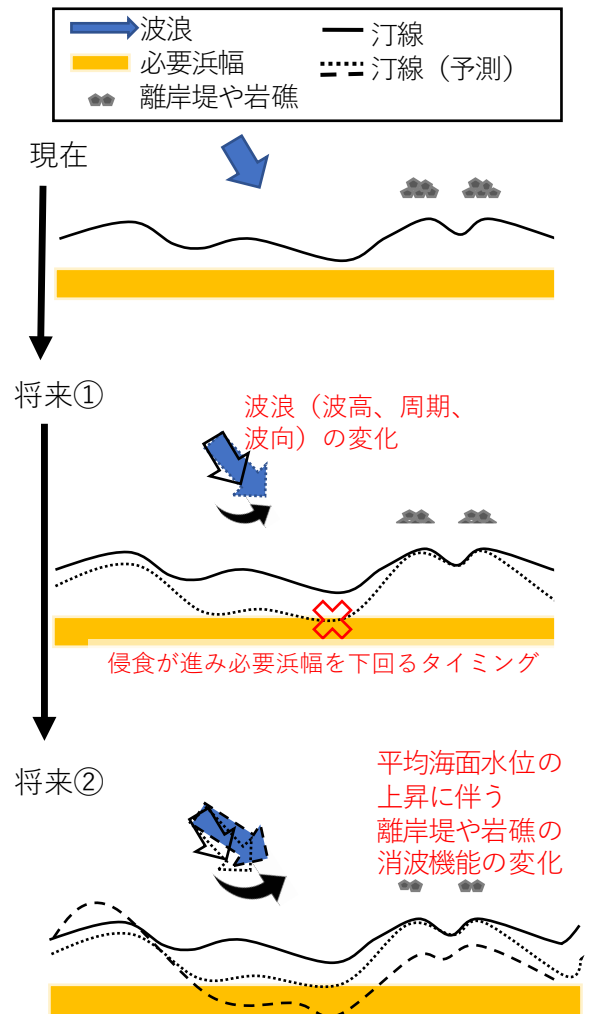 波浪
汀線
必要浜幅
汀線（予測）
離岸堤や岩礁
現在
将来①
波浪（波高、周期、
波向）の変化
侵食が進み必要浜幅を下回るタイミング
将来②
平均海面水位の
上昇に伴う
離岸堤や岩礁の
消波機能の変化